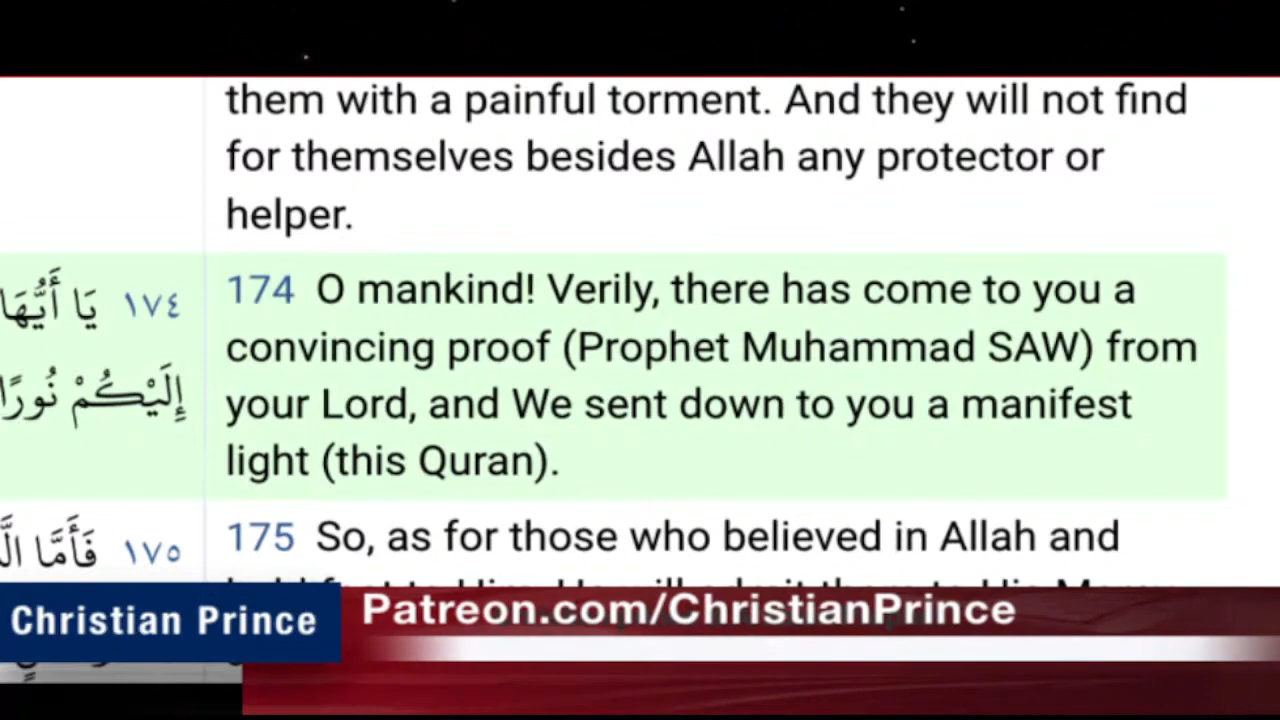 them with a painful torment. And they will not find
for themselves besides Allah any protector or
helper.
١٧٤ يَا أَيُّهَا
إِلَيْكُمْ نُورًا
174 O mankind! Verily, there has come to you a
convincing proof (Prophet Muhammad SAW) from
your Lord, and We sent down to you a manifest
light (this Quran).
١٧٥ فَأَمَّا
175 So, as for those who believed in Allah and
Christian Prince
Patreon.com/ChristianPrince